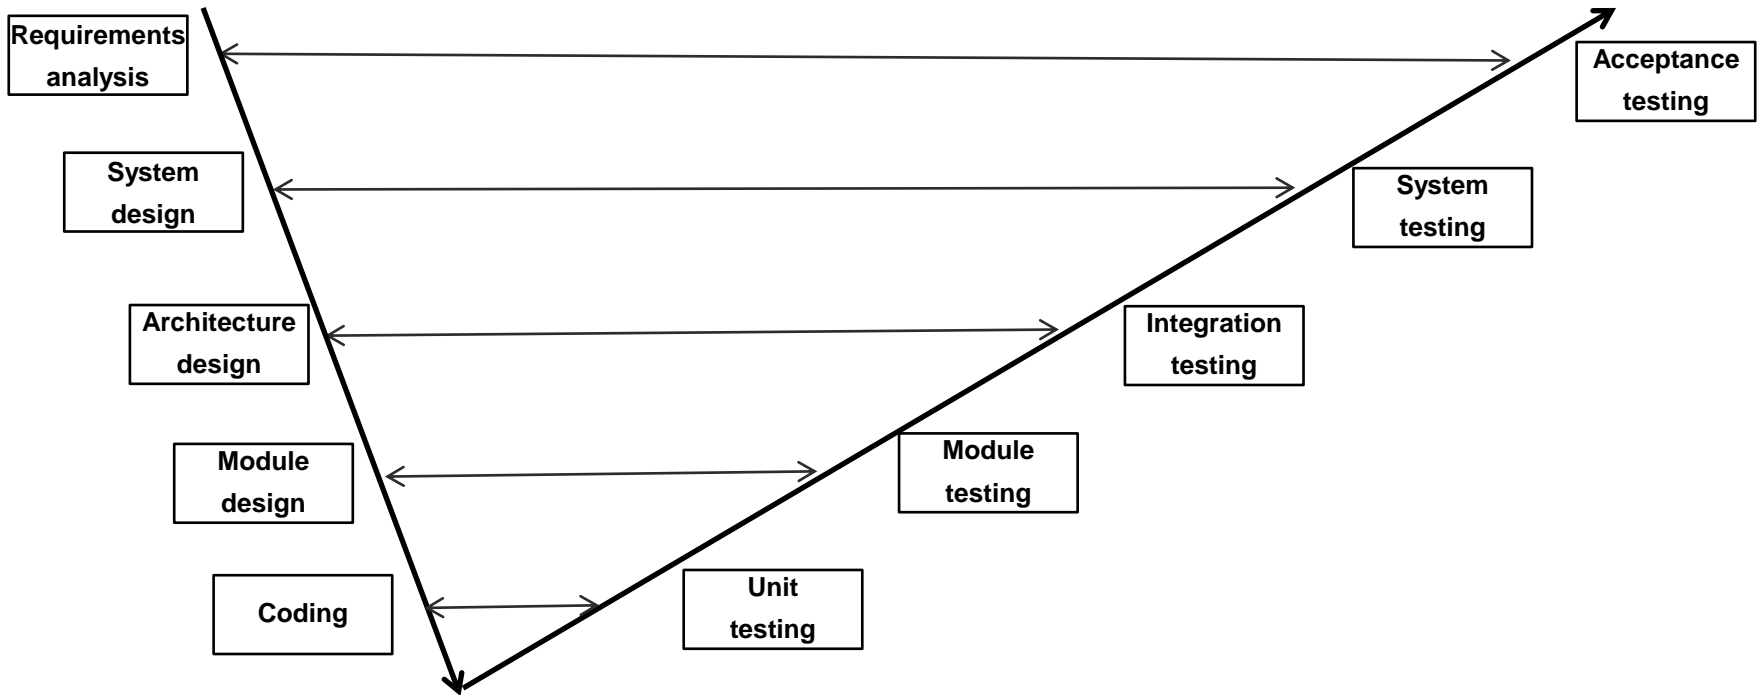 Requirements
analysis
Acceptance
testing
System
design
System
testing
Architecture
design
Integration
testing
Module
design
Module
testing
Coding
Unit
testing